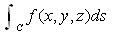 ∫_C f(x, y, z)ds